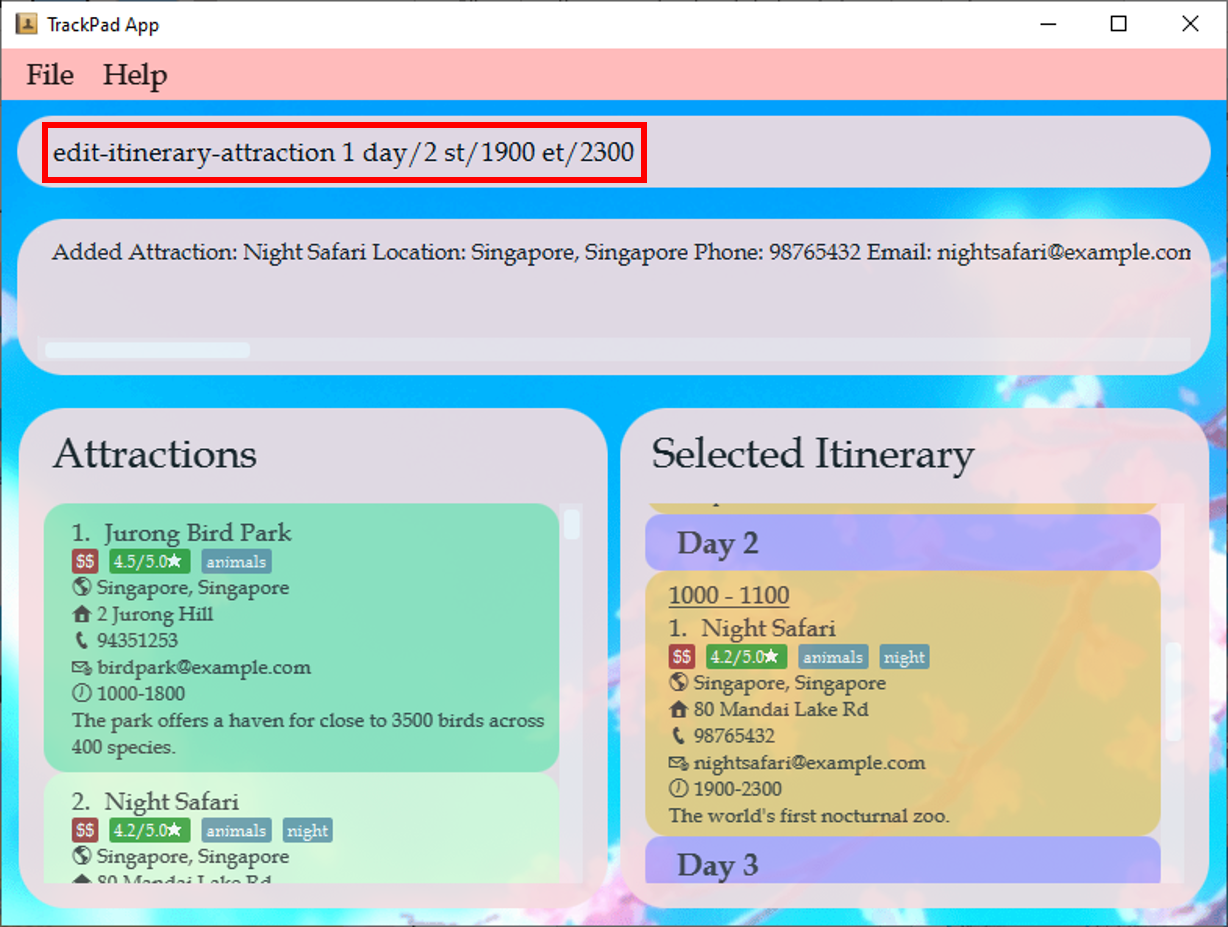 TrackPad App
File Help
edit-itinerary-attraction 1 day/2 st/1900 et/2300
Added Attraction: Night Safari Location: Singapore, Singapore Phone: 98765432 Email: nightsafari@example.com
Attractions
1. Jurong Bird Park
$$ 4.5/5.0★ animals
Singapore, Singapore
2 Jurong Hill
94351253
birdpark@example.com
1000-1800
The park offers a haven for close to 3500 birds across
400 species.
2. Night Safari
$$ 4.2/5.0★ animals night
Singapore, Singapore
80 Mandai Lake Rd
Selected Itinerary
Day 2
1000 - 1100
1. Night Safari
$$ 4.2/5.0★ animals night
Singapore, Singapore
80 Mandai Lake Rd
98765432
nightsafari@example.com
1900-2300
The world's first nocturnal zoo.
Day 3